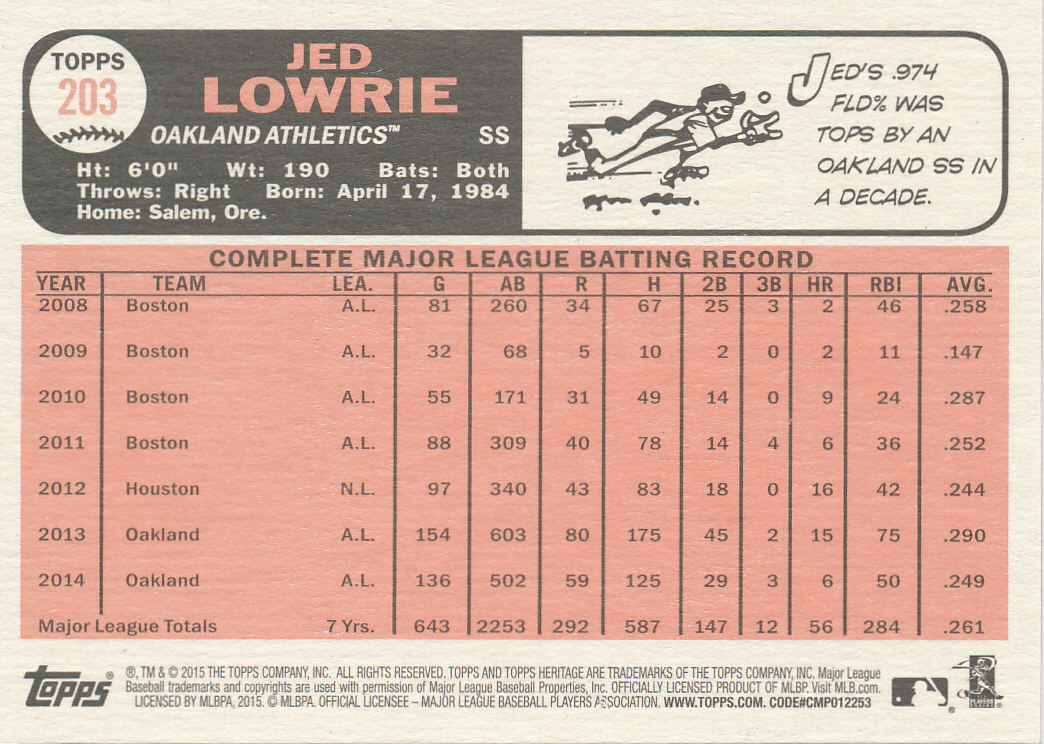 TOPPS
203
JED
LOWRIE
OAKLAND ATHLETICS™ SS
Ht: 6'0" Wt: 190 Bats: Both
Throws: Right Born: April 17, 1984
Home: Salem, Ore.
JED'S .974
FLD% WAS
TOPS BY AN
OAKLAND SS IN
A DECADE.
COMPLETE MAJOR LEAGUE BATTING RECORD
YEAR TEAM LEA. G AB R H 2B 3B HR RBI AVG.
2008 Boston A.L. 81 260 34 67 25 3 2 46 .258
2009 Boston A.L. 32 68 5 10 2 0 2 11 .147
2010 Boston A.L. 55 171 31 49 14 0 9 24 .287
2011 Boston A.L. 88 309 40 78 14 4 6 36 .252
2012 Houston N.L. 97 340 43 83 18 0 16 42 .244
2013 Oakland A.L. 154 603 80 175 45 2 15 75 .290
2014 Oakland A.L. 136 502 59 125 29 3 6 50 .249
Major League Totals 7 Yrs. 643 2253 292 587 147 12 56 284 .261
Topps®
®, TM & © 2015 THE TOPPS COMPANY, INC. ALL RIGHTS RESERVED. TOPPS AND TOPPS HERITAGE ARE TRADEMARKS OF THE TOPPS COMPANY, INC. Major League
Baseball trademarks and copyrights are used with permission of Major League Baseball Properties, Inc. OFFICIALLY LICENSED PRODUCT OF MLBP. Visit MLB.com.
LICENSED BY MLBPA, 2015. © MLBPA. OFFICIAL LICENSEE – MAJOR LEAGUE BASEBALL PLAYERS ASSOCIATION. WWW.TOPPS.COM. CODE#CMP012253